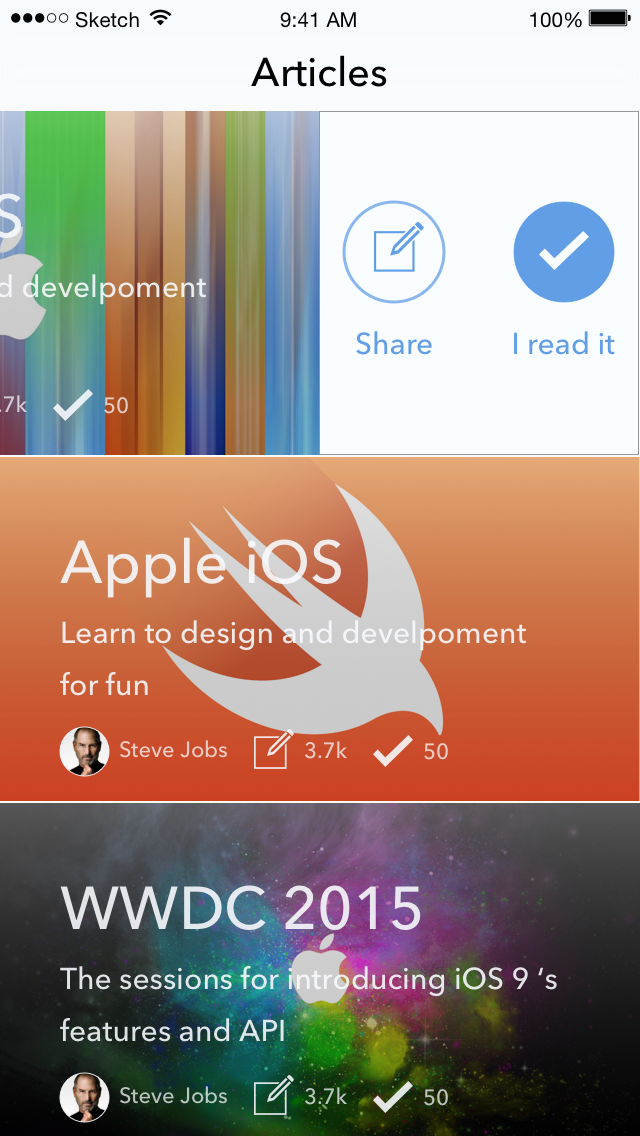 Sketch 9:41 AM 100%
Articles
S
d develpoment
.7k 50
Share I read it
Apple iOS
Learn to design and develpoment
for fun
Steve Jobs 3.7k 50
WWDC 2015
The sessions for introducing iOS 9 ‘s
features and API
Steve Jobs 3.7k 50